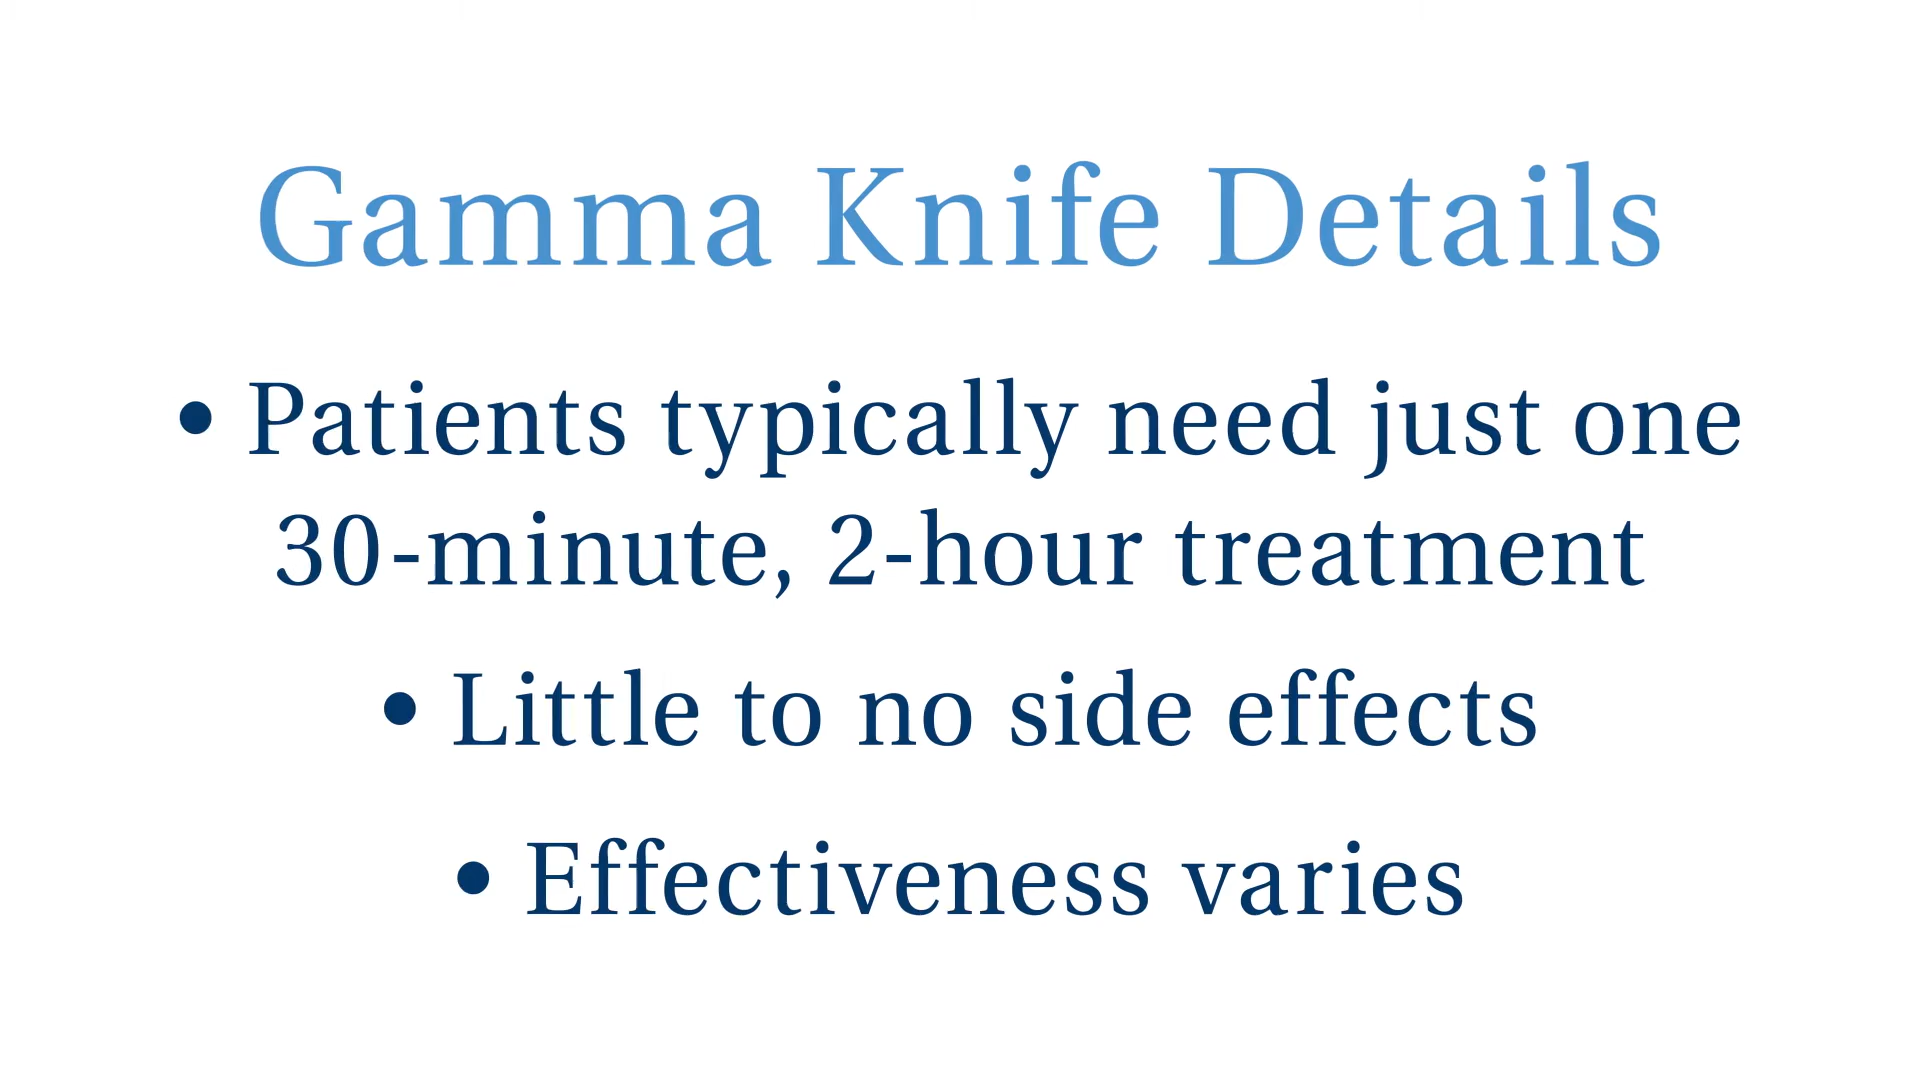 Gamma Knife Details
• Patients typically need just one
30-minute, 2-hour treatment
• Little to no side effects
• Effectiveness varies